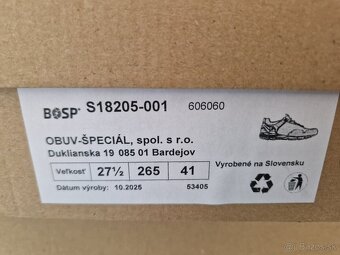 BOSP® S18205-001 606060
OBUV-ŠPECIÁL, spol. s r.o.
Duklianska 19 085 01 Bardejov
Veľkosť 27½ 265 41
Vyrobené na Slovensku
Dátum výroby: 10.2025 53405